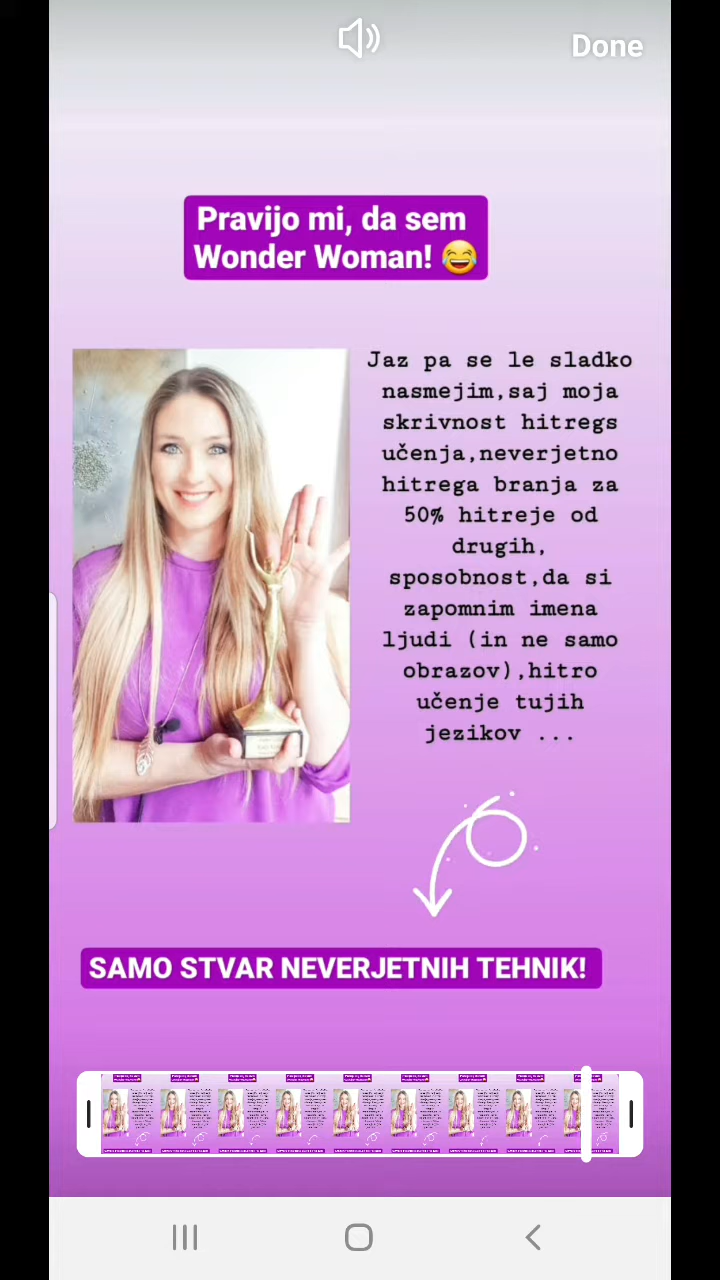 Done
Pravijo mi, da sem
Wonder Woman! 😂
Jaz pa se le sladko
nasmejim,saj moja
skrivnost hitregs
učenja,neverjetno
hitrega branja za
50% hitreje od
drugih,
sposobnost,da si
zapomnim imena
ljudi (in ne samo
obrazov),hitro
učenje tujih
jezikov ...
SAMO STVAR NEVERJETNIH TEHNIK!